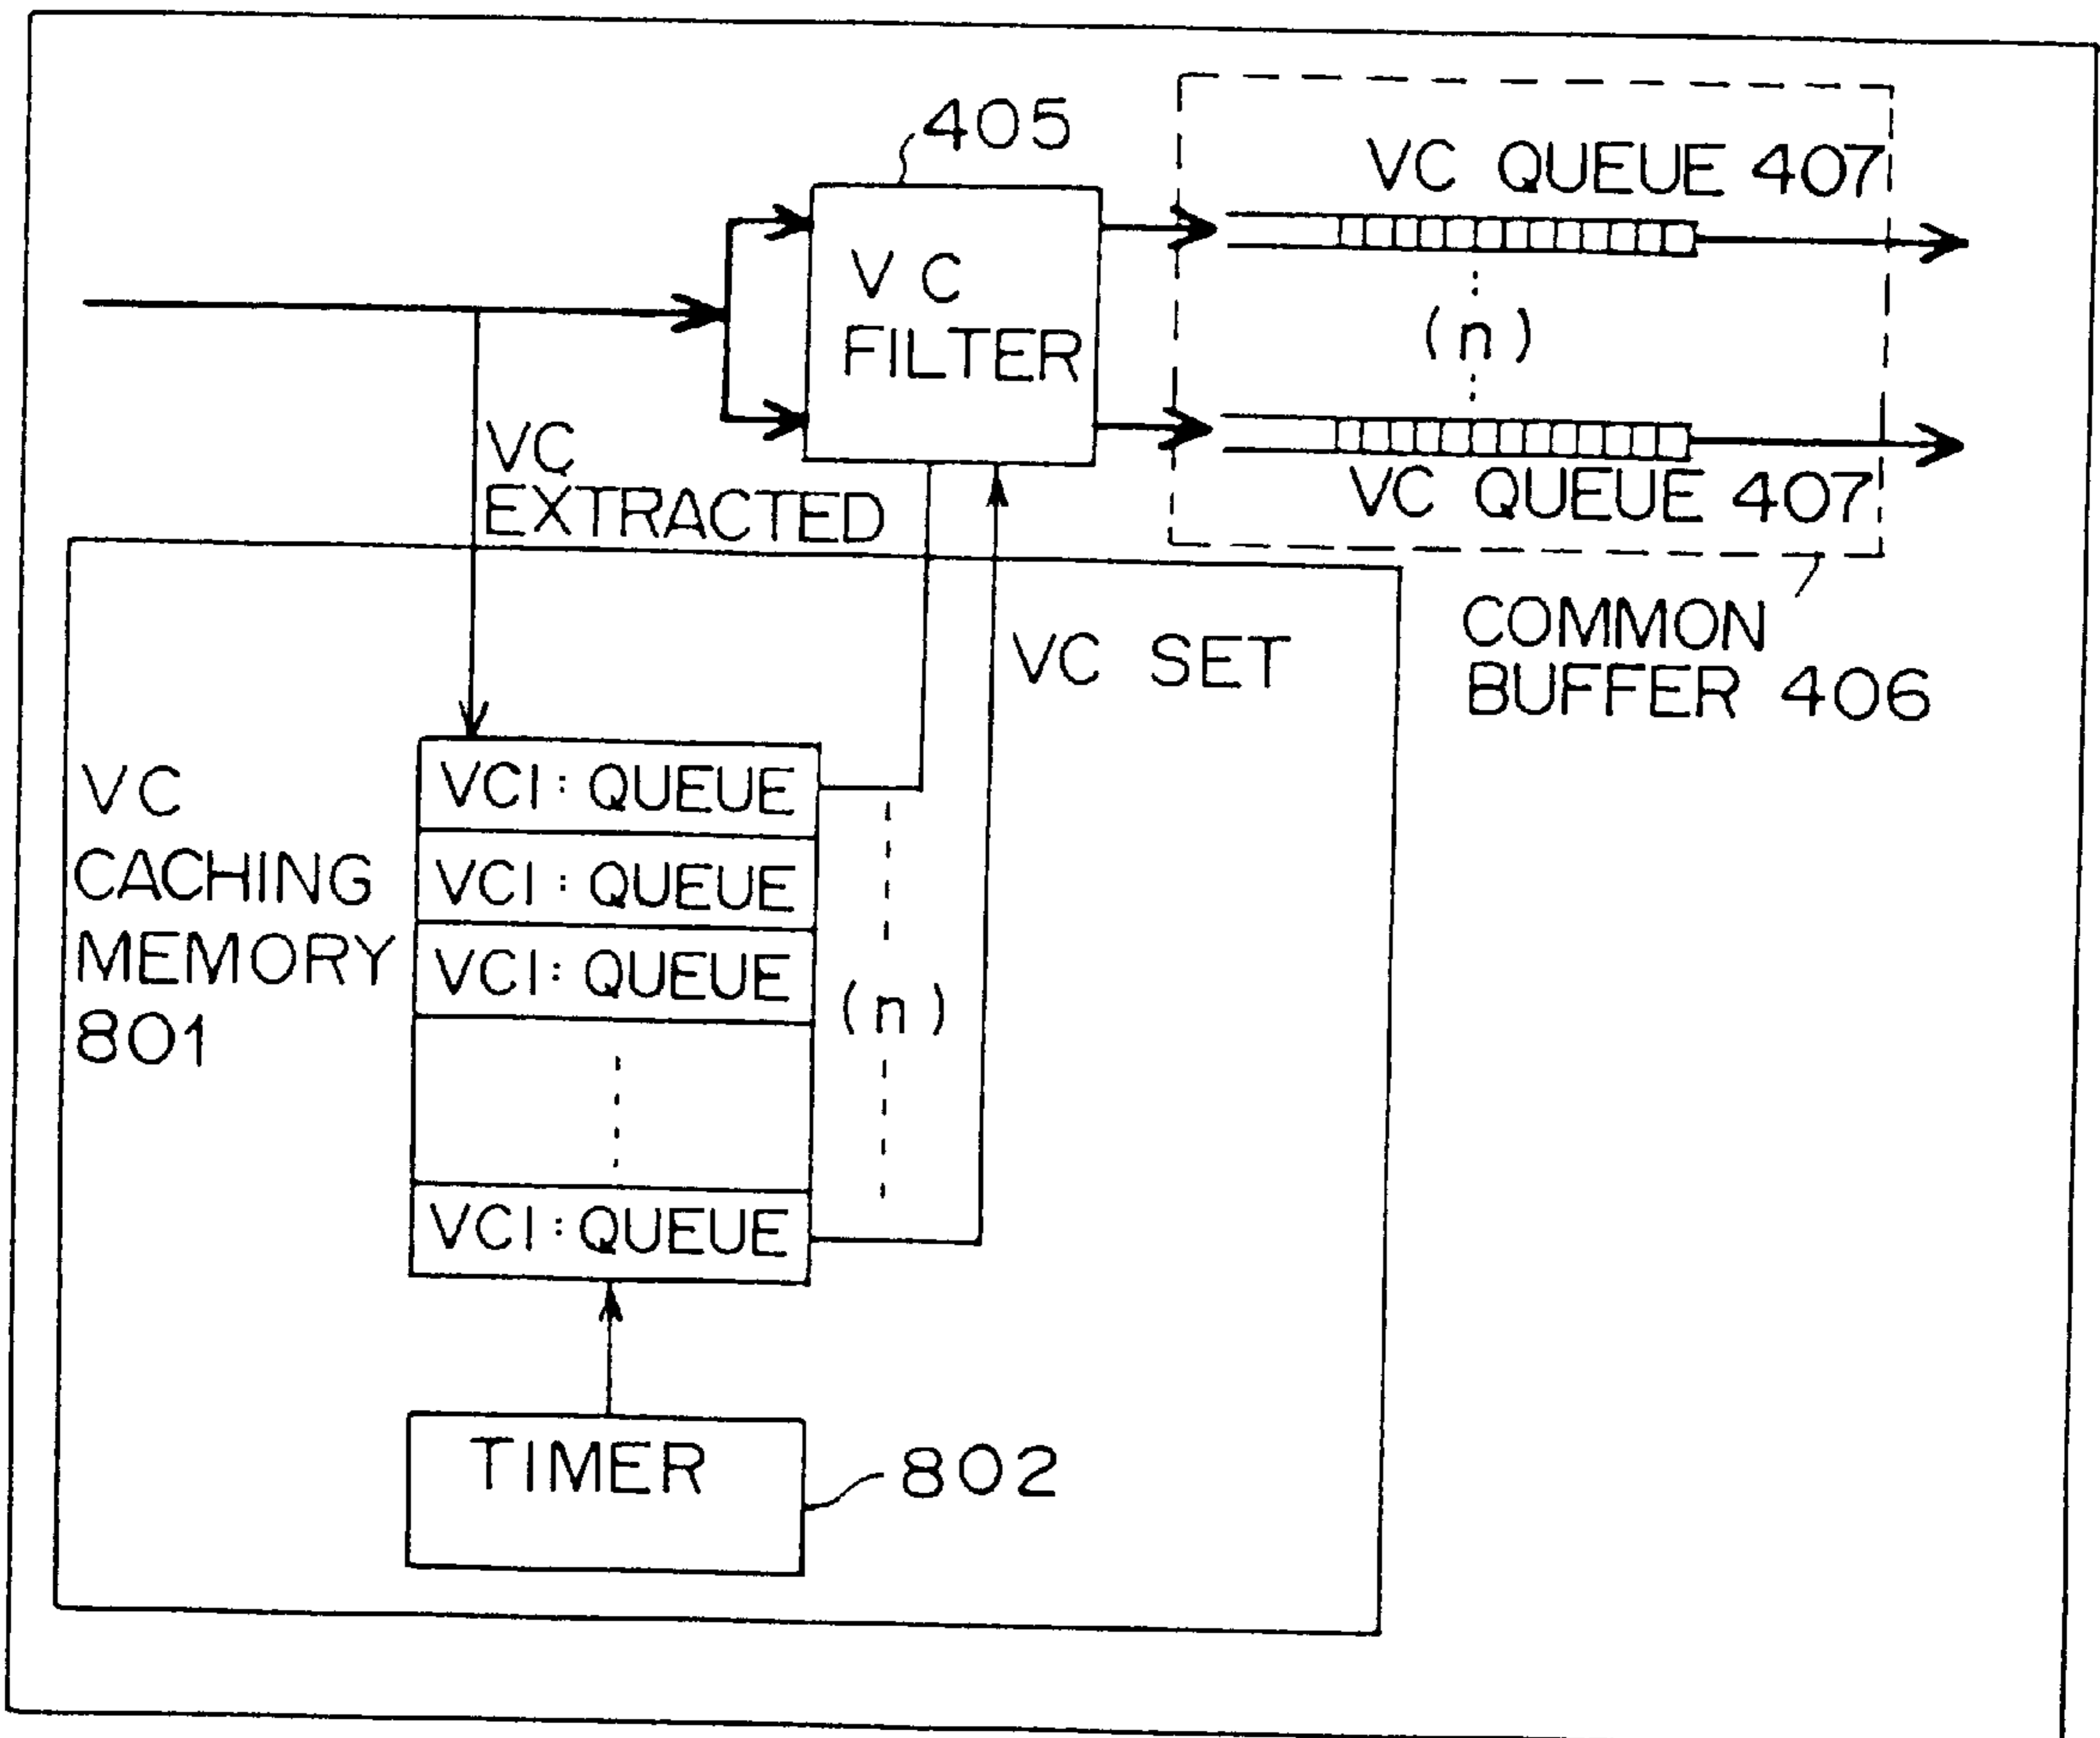 405
VC QUEUE 407
VC
FILTER
(n)
VC
EXTRACTED
VC QUEUE 407
COMMON
BUFFER 406
VC SET
VC
CACHING
MEMORY
801
VCI: QUEUE
VCI: QUEUE
VCI: QUEUE
(n)
VCI: QUEUE
TIMER
802